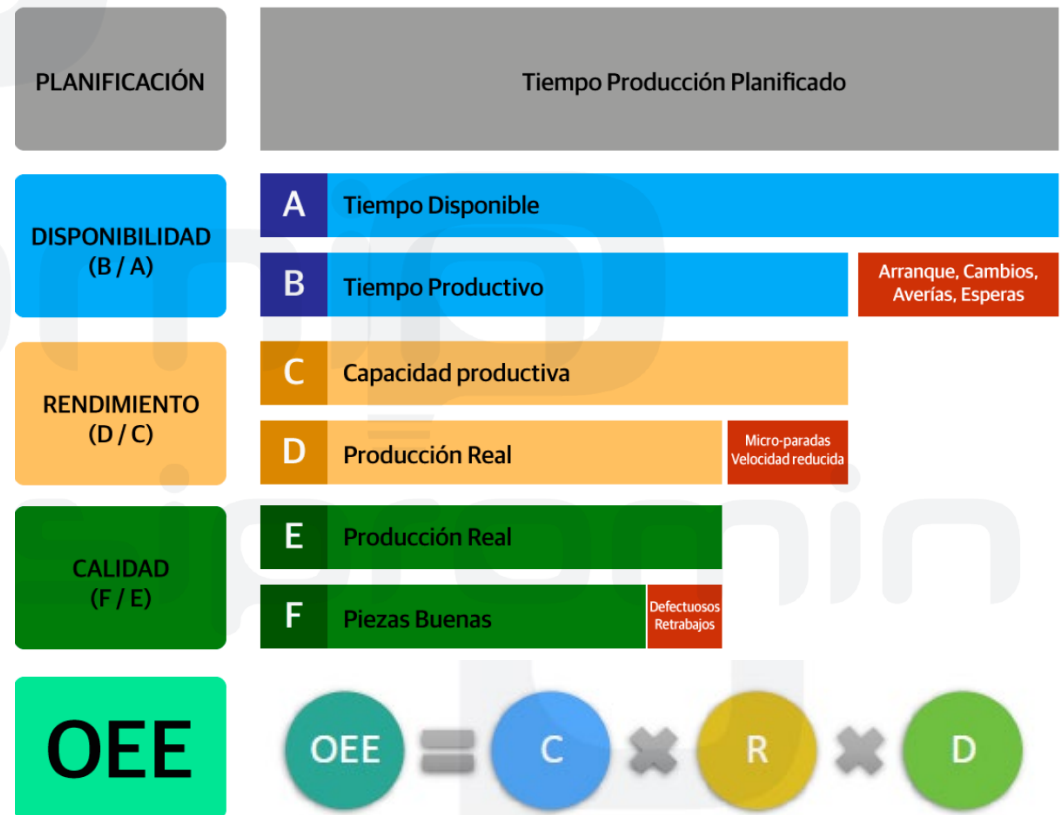 PLANIFICACIÓN
Tiempo Producción Planificado
DISPONIBILIDAD
(B / A)
A
Tiempo Disponible
B
Tiempo Productivo
Arranque, Cambios,
Averías, Esperas
RENDIMIENTO
(D / C)
C
Capacidad productiva
D
Producción Real
Micro-paradas
Velocidad reducida
CALIDAD
(F / E)
E
Producción Real
F
Piezas Buenas
Defectuosos
Retrabajos
OEE
OEE = C × R × D
sipromin